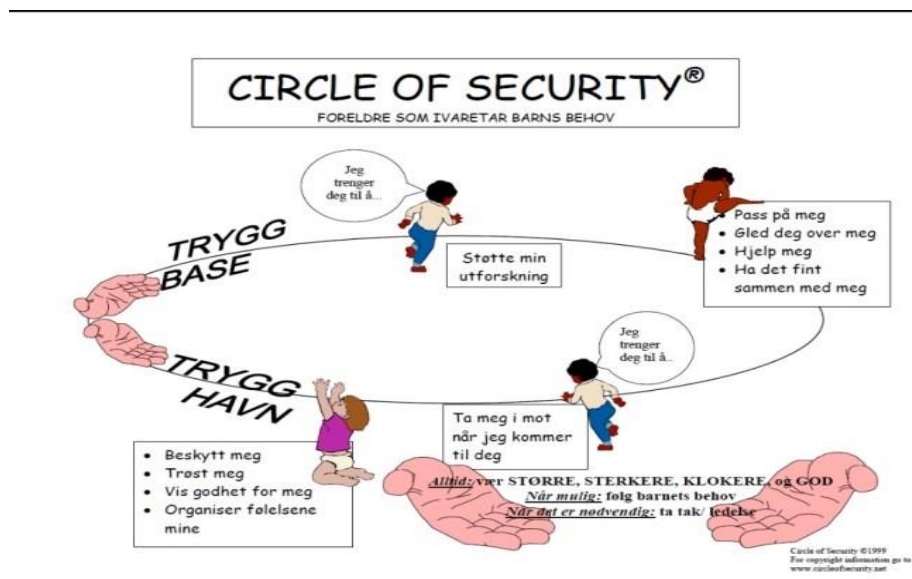 CIRCLE OF SECURITY®
FORELDRE SOM IVARETAR BARNS BEHOV
Jeg
trenger
deg til å...
TRYGG
BASE
Støtte min
utforskning
• Pass på meg
• Gled deg over meg
• Hjelp meg
• Ha det fint
sammen med meg
Jeg
trenger
deg til å..
TRYGG
HAVN
Ta meg i mot
når jeg kommer
til deg
• Beskytt meg
• Trøst meg
• Vis godhet for meg
• Organiser følelsene
mine
Alltid: vær STØRRE, STERKERE, KLOKERE, og GOD
Når mulig: følg barnets behov
Når det er nødvendig: ta tak/ ledelse
Circle of Security ©1999
For copyright information go to
www.circleofsecurity.net